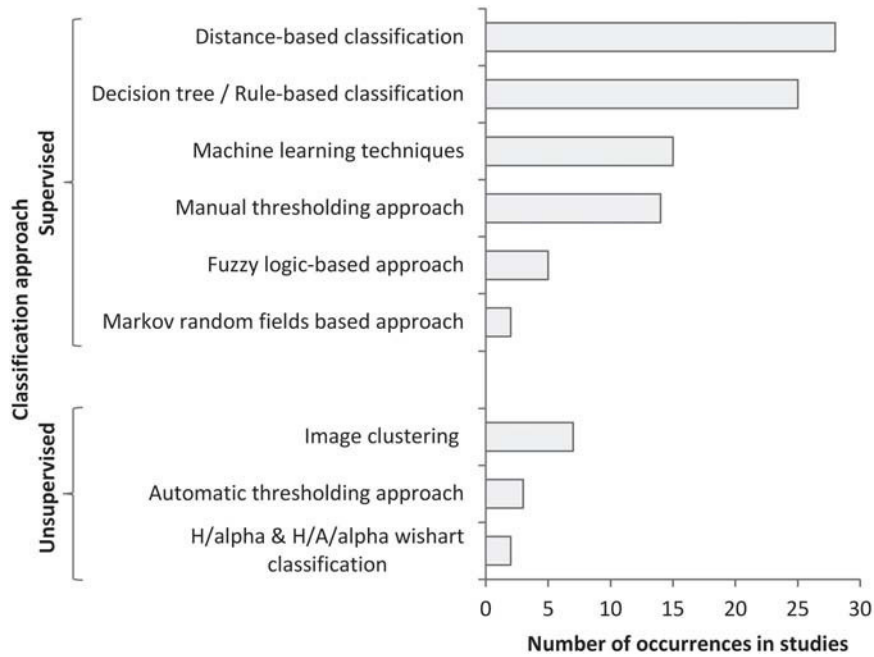 Classification approach
Supervised
Distance-based classification
Decision tree / Rule-based classification
Machine learning techniques
Manual thresholding approach
Fuzzy logic-based approach
Markov random fields based approach
Unsupervised
Image clustering
Automatic thresholding approach
H/alpha & H/A/alpha wishart
classification
0 5 15 15 20 25 30
Number of occurrences in studies